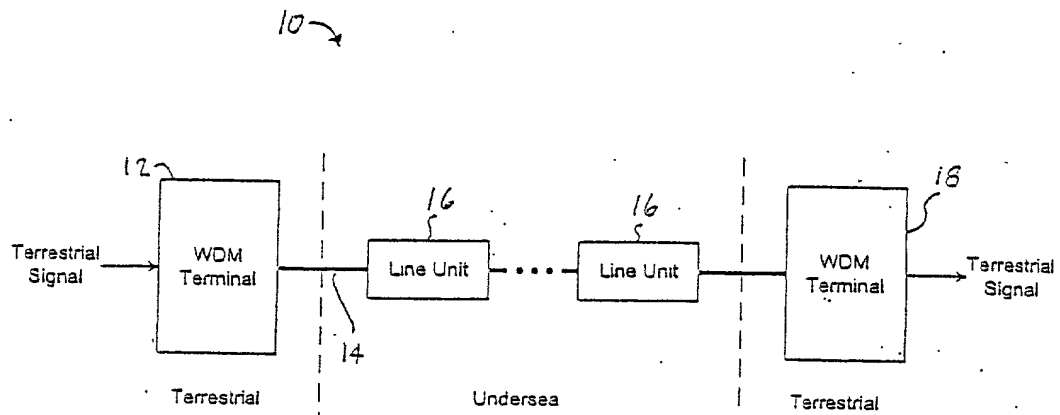 10
12
16
16
18
Terrestrial
Signal
WDM
Terminal
Line Unit
Line Unit
WDM
Terminal
Terrestrial
Signal
14
Terrestrial
Undersea
Terrestrial